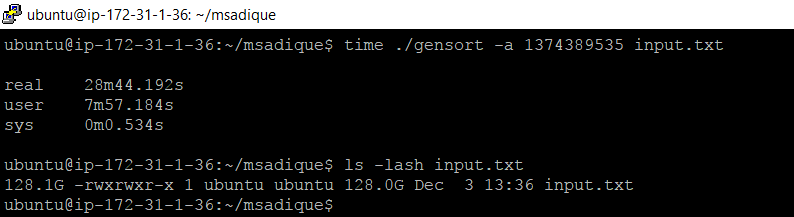 ubuntu@ip-172-31-1-36: ~/msadique
ubuntu@ip-172-31-1-36:~/msadique$ time ./gensort -a 1374389535 input.txt
real    28m44.192s
user    7m57.184s
sys     0m0.534s
ubuntu@ip-172-31-1-36:~/msadique$ ls -lash input.txt
128.1G -rwxrwxr-x 1 ubuntu ubuntu 128.0G Dec  3 13:36 input.txt
ubuntu@ip-172-31-1-36:~/msadique$